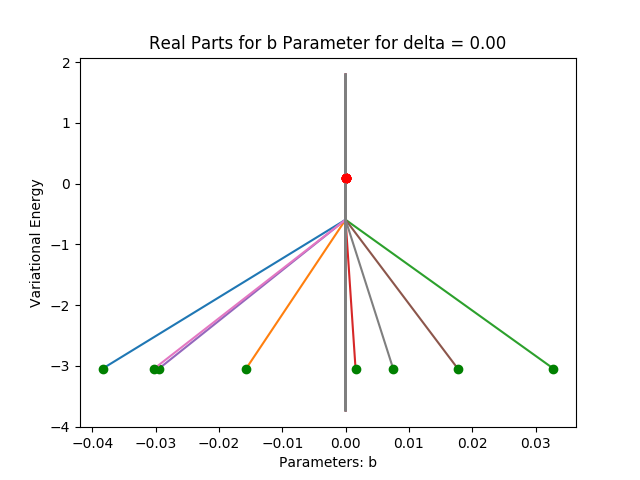 Real Parts for b Parameter for delta = 0.00
Variational Energy
2
1
0
−1
−2
−3
−4
−0.04 −0.03 −0.02 −0.01 0.00 0.01 0.02 0.03
Parameters: b